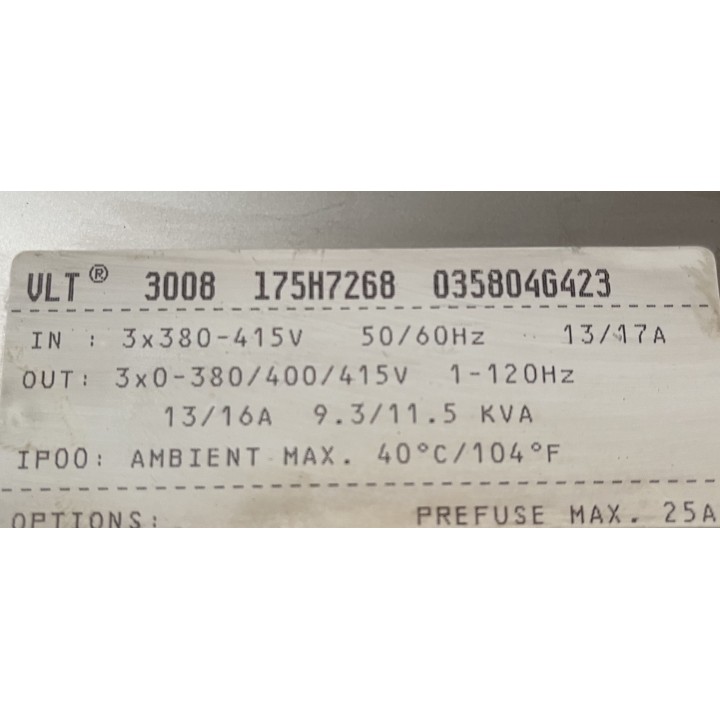 VLT® 3008 175H7268 035804G423
IN : 3x380-415V 50/60Hz 13/17A
OUT: 3x0-380/400/415V 1-120Hz
13/16A 9.3/11.5 KVA
IP00: AMBIENT MAX. 40°C/104°F
OPTIONS: PREFUSE MAX. 25A